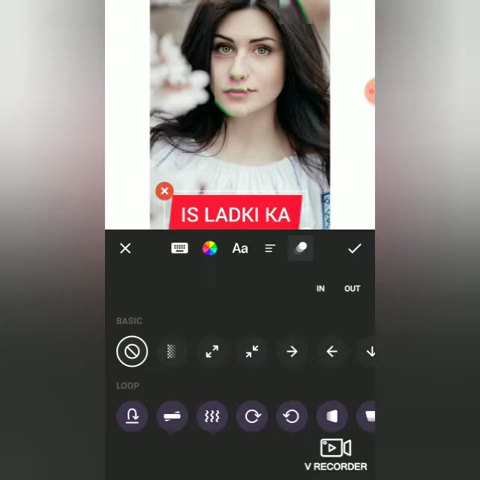 IS LADKI KA
Aa
IN OUT
BASIC
LOOP
V RECORDER